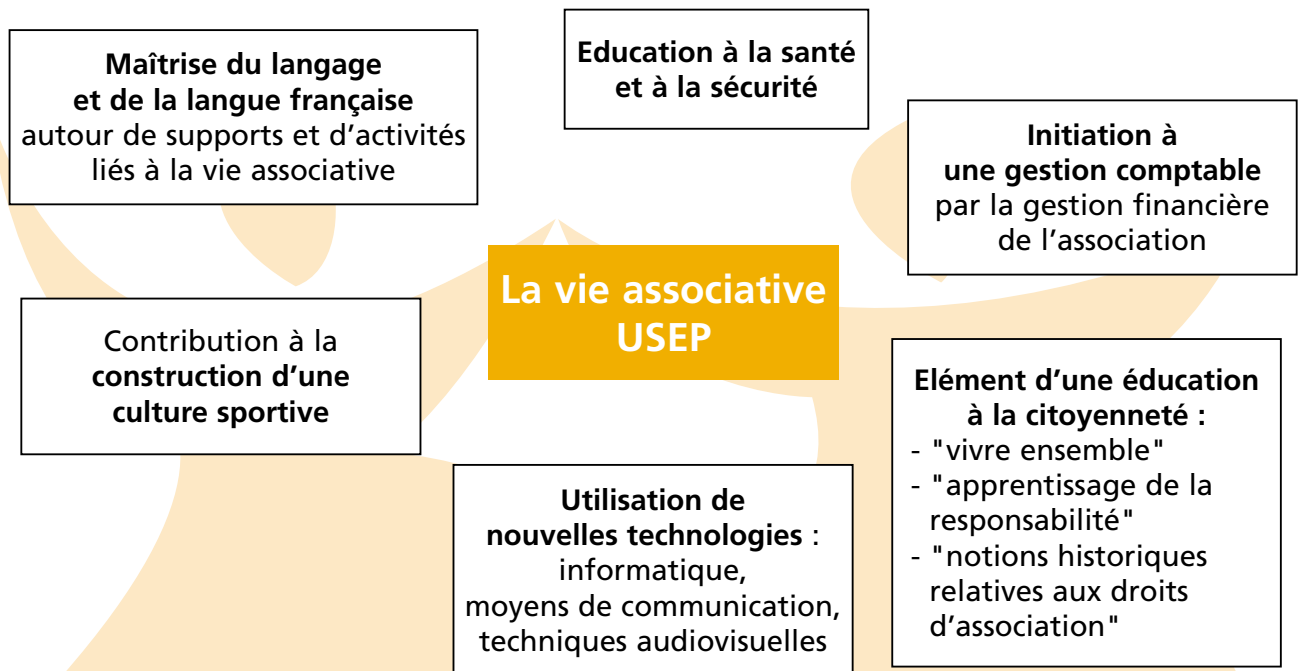 Maîtrise du langage
et de la langue française
autour de supports et d'activités
liés à la vie associative
Education à la santé
et à la sécurité
Initiation à
une gestion comptable
par la gestion financière
de l'association
La vie associative
USEP
Contribution à la
construction d'une
culture sportive
Elément d'une éducation
à la citoyenneté :
- "vivre ensemble"
- "apprentissage de la
responsabilité"
- "notions historiques
relatives aux droits
d'association"
Utilisation de
nouvelles technologies :
informatique,
moyens de communication,
techniques audiovisuelles